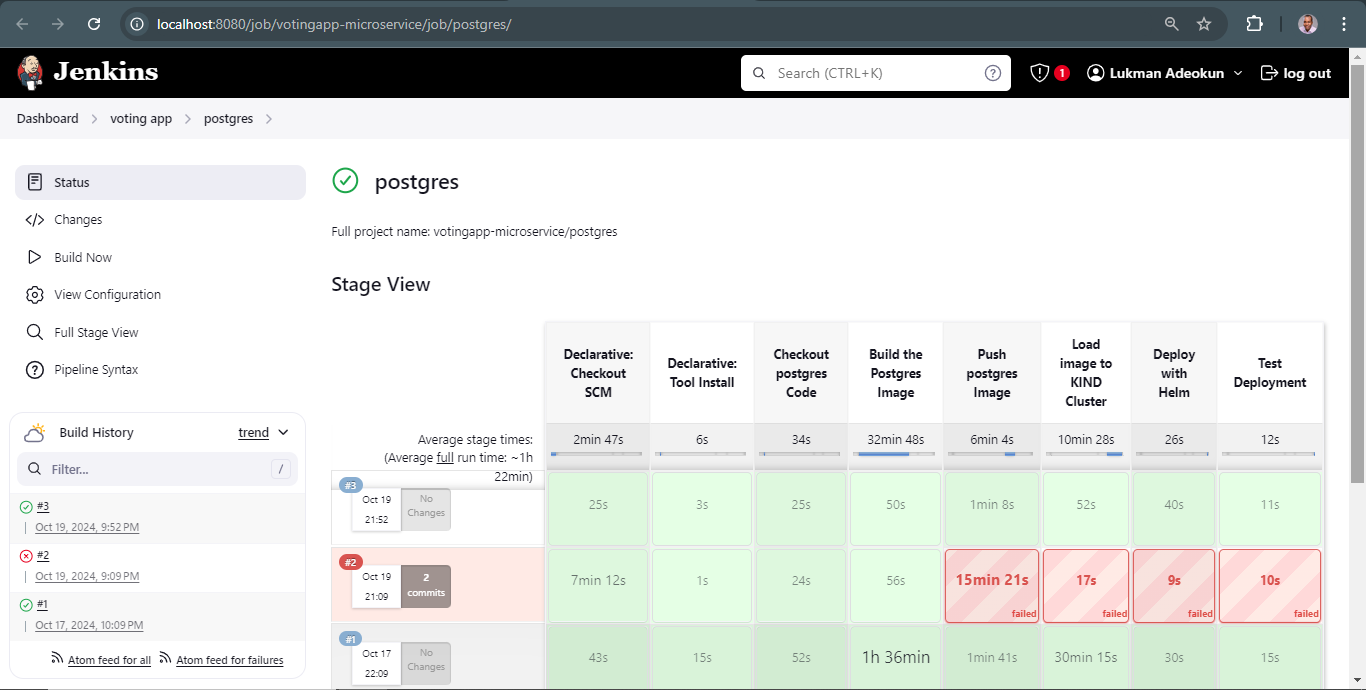 localhost:8080/job/votingapp-microservice/job/postgres/
Jenkins
Search (CTRL+K)
?
1
Lukman Adeokun
log out
Dashboard
voting app
postgres
Status
Changes
Build Now
View Configuration
Full Stage View
Pipeline Syntax
Build History
trend
Filter...
/
#3
Oct 19, 2024, 9:52 PM
#2
Oct 19, 2024, 9:09 PM
#1
Oct 17, 2024, 10:09 PM
Atom feed for all
Atom feed for failures
postgres
Full project name: votingapp-microservice/postgres
Stage View
Declarative:
Checkout
SCM
Declarative:
Tool Install
Checkout
postgres
Code
Build the
Postgres
Image
Push
postgres
Image
Load
image to
KIND
Cluster
Deploy
with
Helm
Test
Deployment
Average stage times:
(Average full run time: ~1h
22min)
2min 47s
6s
34s
32min 48s
6min 4s
10min 28s
26s
12s
#3
Oct 19
21:52
No
Changes
25s
3s
25s
50s
1min 8s
52s
40s
11s
#2
Oct 19
21:09
2
commits
7min 12s
1s
24s
56s
15min 21s
failed
17s
failed
9s
failed
10s
failed
#1
Oct 17
22:09
No
Changes
43s
15s
52s
1h 36min
1min 41s
30min 15s
30s
15s